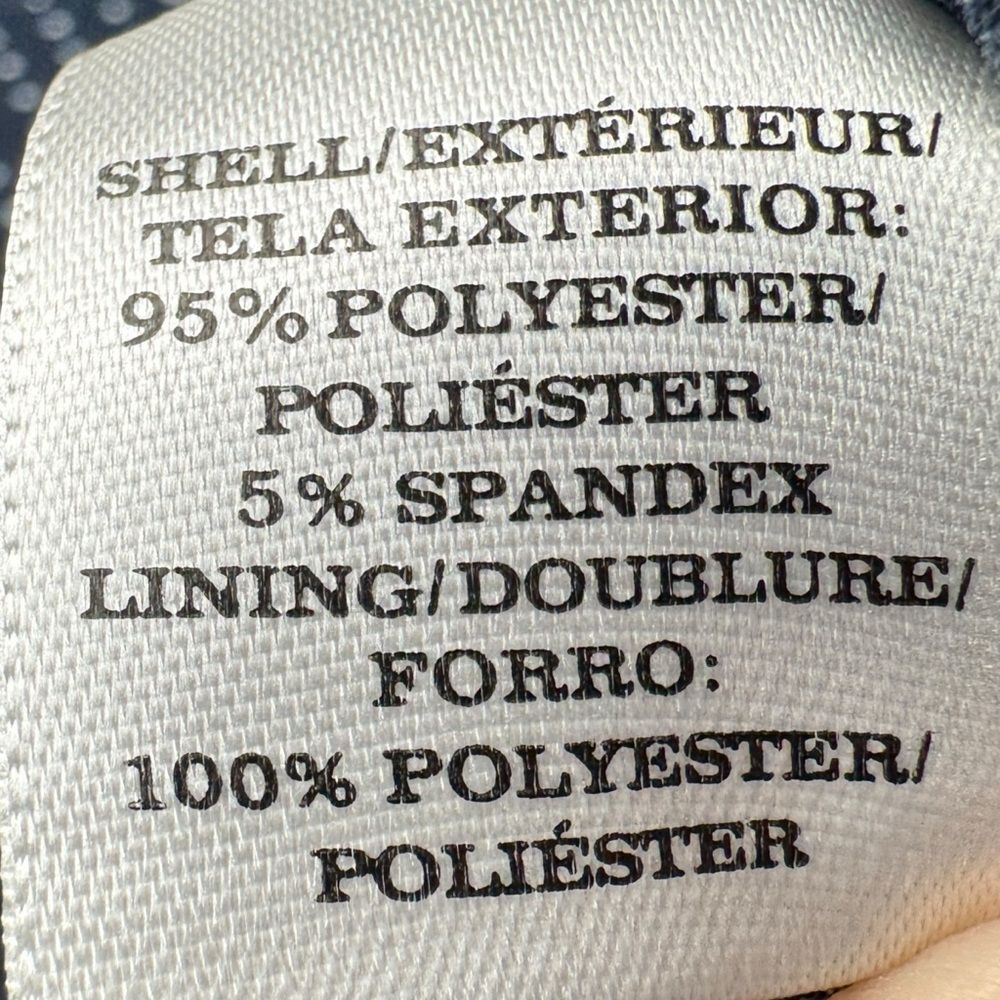 SHELL/EXTÉRIEUR/
TELA EXTERIOR:
95% POLYESTER/
POLIÉSTER
5% SPANDEX
LINING/DOUBLURE/
FORRO:
100% POLYESTER/
POLIÉSTER